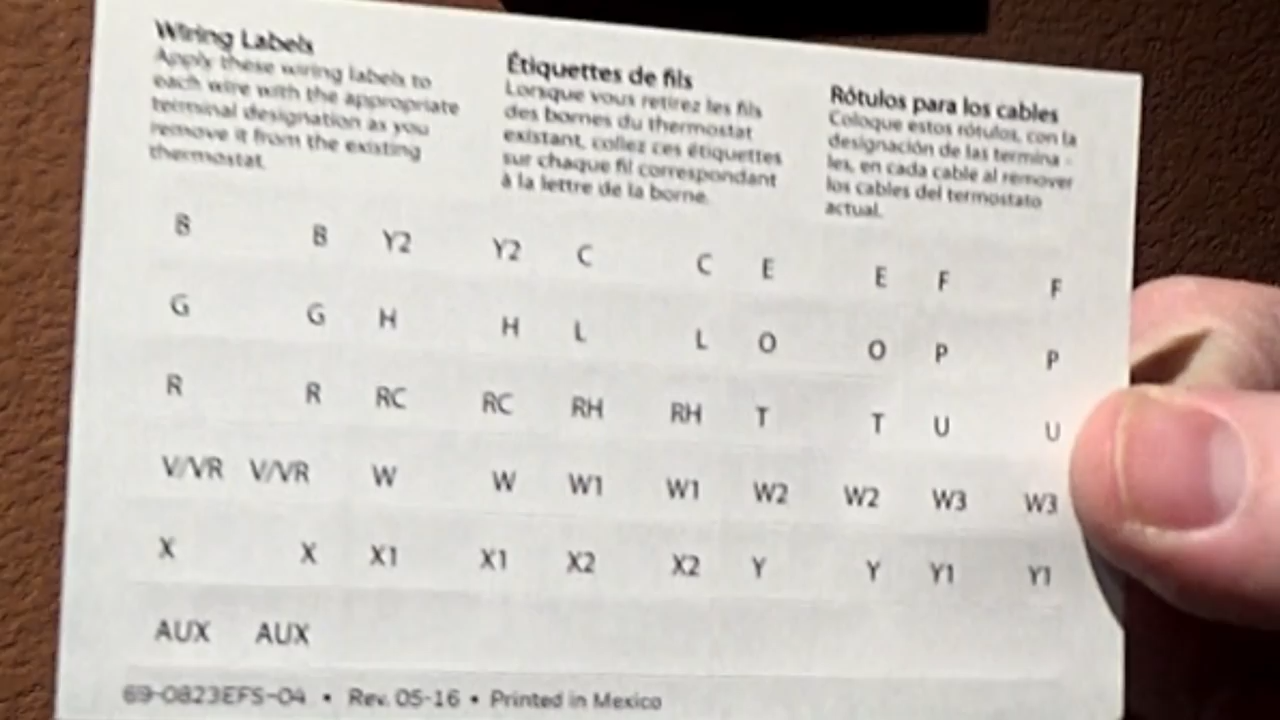 Wiring Labels
Apply these wiring labels to
each wire with the appropriate
terminal designation as you
remove it from the existing
thermostat.
Étiquettes de fils
Lorsque vous retirez les fils
des bornes du thermostat
existant, collez ces étiquettes
sur chaque fil correspondant
à la lettre de la borne.
Rótulos para los cables
Coloque estos rótulos, con la
designación de las termina -
les, en cada cable al remover
los cables del termostato
actual.
B B Y2 Y2 C C E E F F
G G H H L L O O P P
R R RC RC RH RH T T U U
V/VR V/VR W W W1 W1 W2 W2 W3 W3
X X X1 X1 X2 X2 Y Y Y1 Y1
AUX AUX
69-0823EFS-04 • Rev. 05-16 • Printed in Mexico